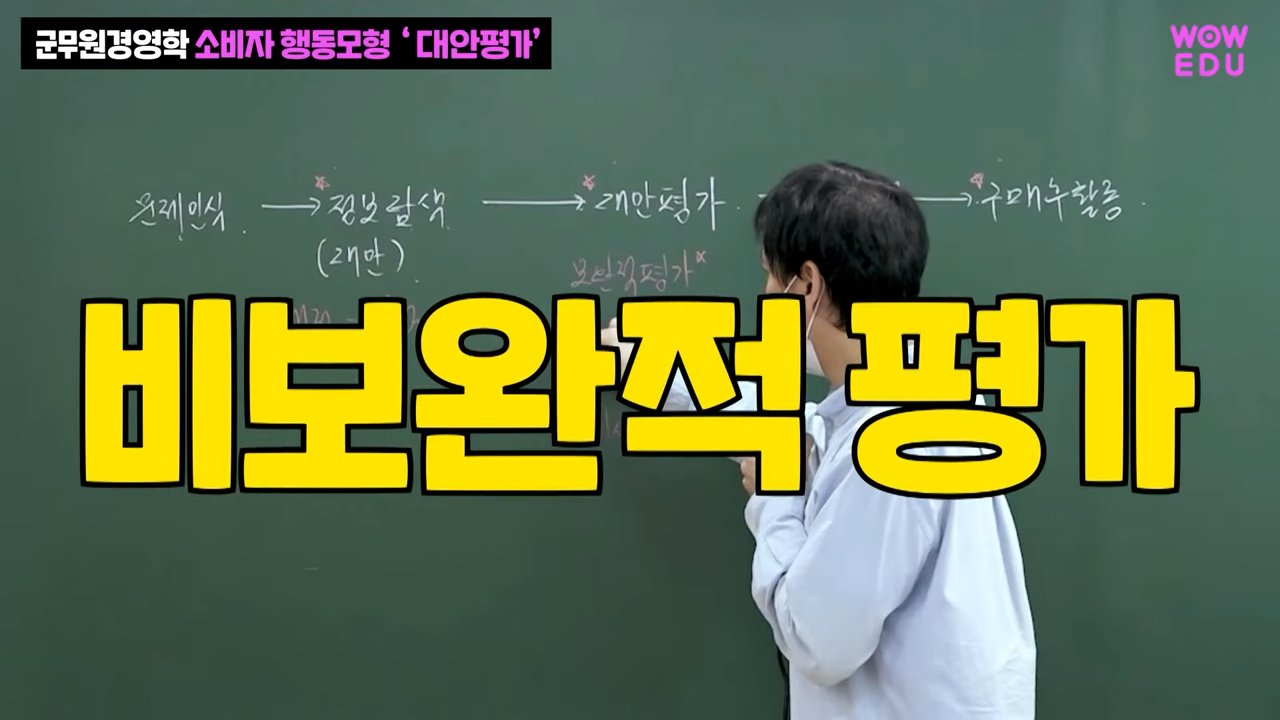 군무원경영학 소비자 행동모형 ‘ 대안평가’
WOW
EDU
문제인식 → 정보탐색 → 대안평가 → 구매후활동
(대안)
보완적평가
비보완적 평가